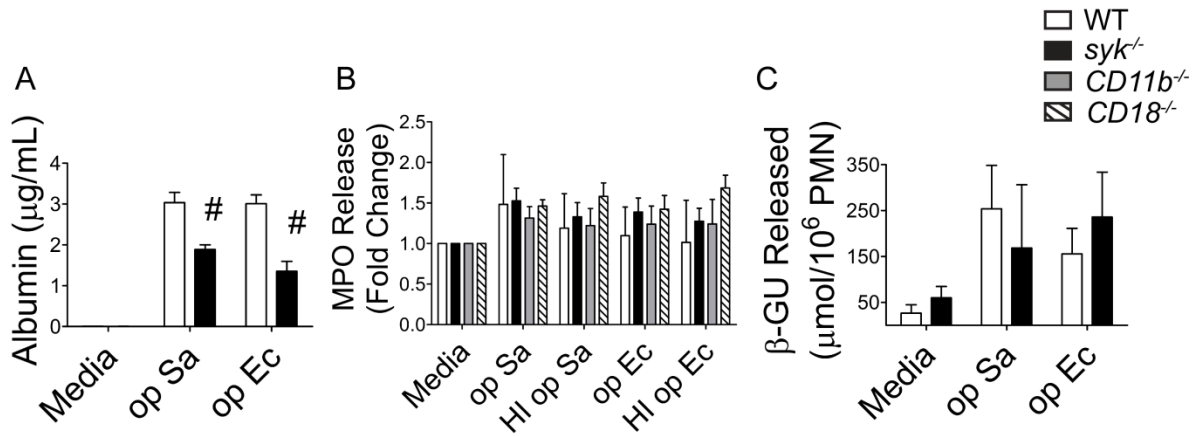 WT
syk-/-
CD11b-/-
CD18-/-
A
Albumin (μg/mL)
4
3
2
1
0
Media
op Sa
op Ec
#
#
B
MPO Release
(Fold Change)
2.5
2.0
1.5
1.0
0.5
0.0
Media
op Sa
HI op Sa
op Ec
HI op Ec
C
β-GU Released
(μmol/10⁶ PMN)
350
250
150
50
Media
op Sa
op Ec